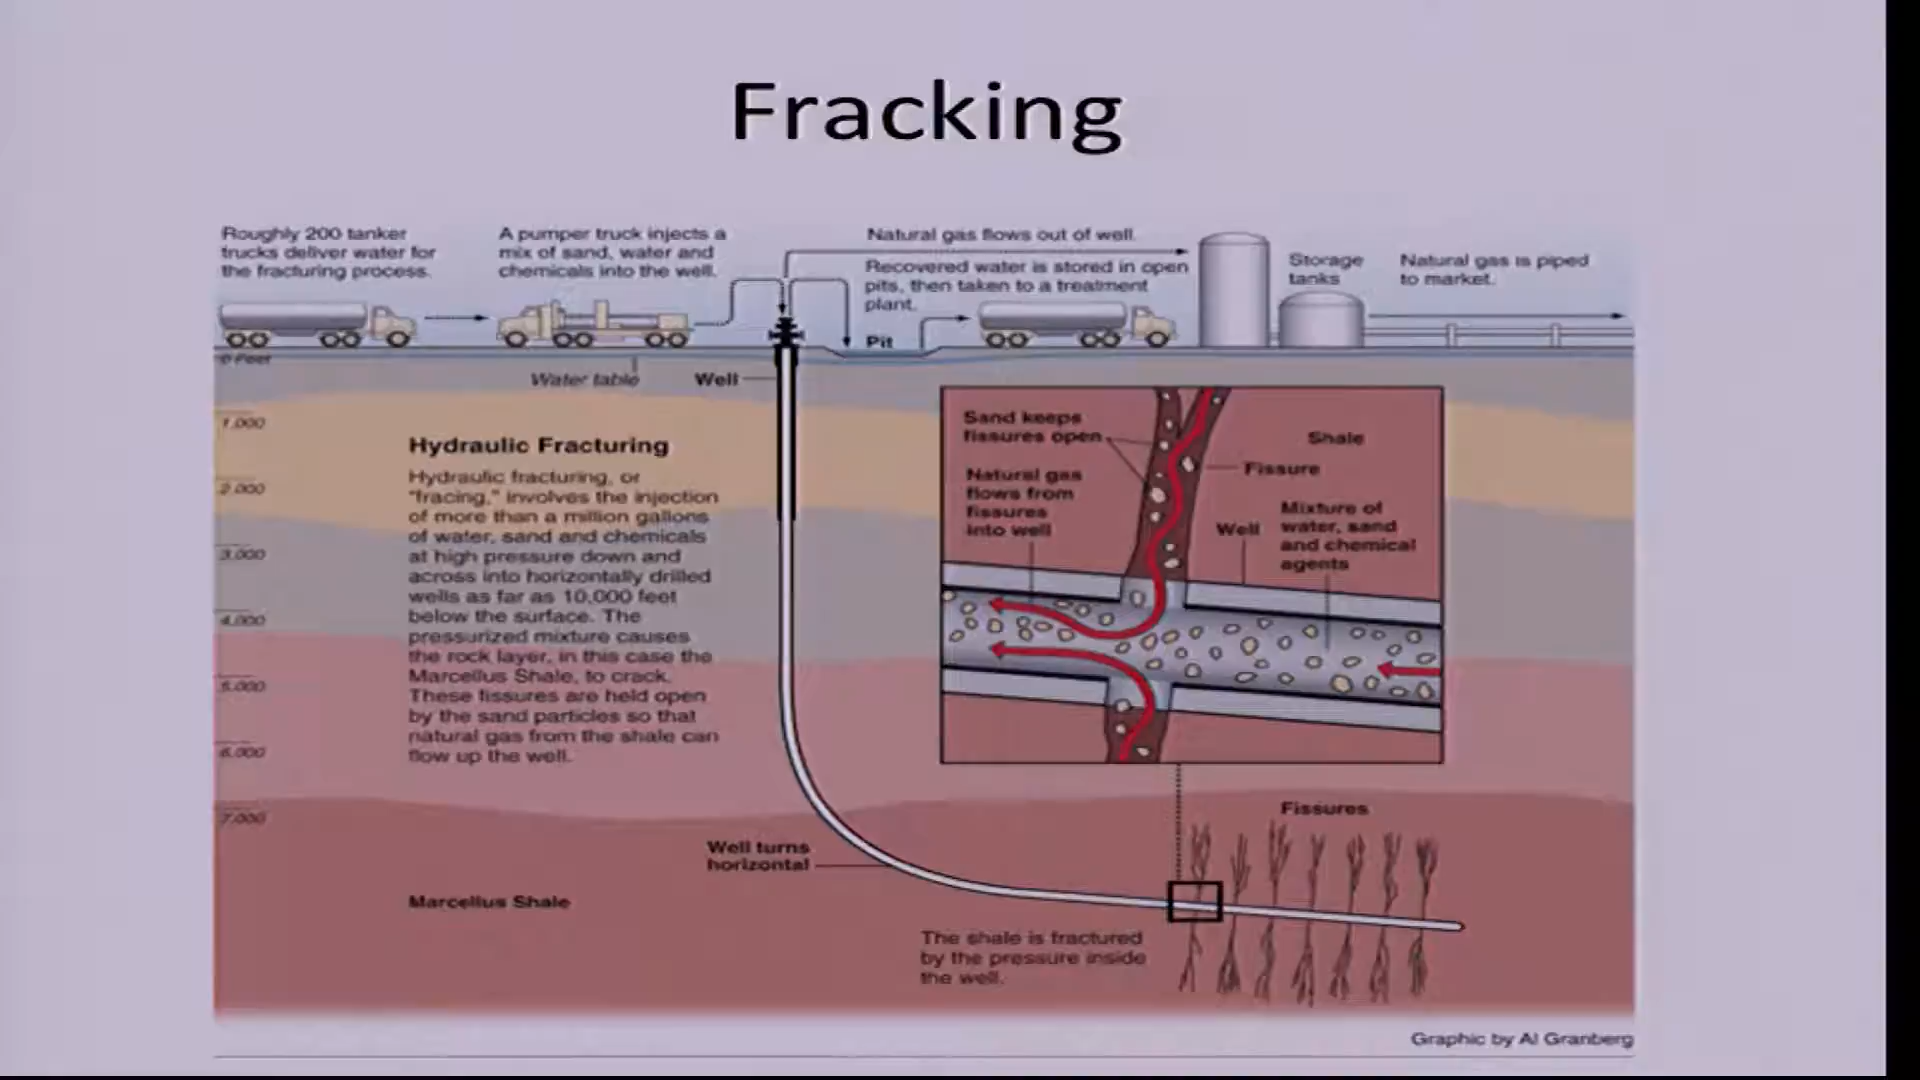 Fracking
Roughly 200 tanker
trucks deliver water for
the fracturing process.
A pumper truck injects a
mix of sand, water and
chemicals into the well.
Natural gas flows out of well.
Recovered water is stored in open
pits, then taken to a treatment
plant.
Storage
tanks
Natural gas is piped
to market.
Pit
0 Feet
Water table
Well
1,000
2,000
3,000
4,000
5,000
6,000
7,000
Hydraulic Fracturing
Hydraulic fracturing, or
"fracing," involves the injection
of more than a million gallons
of water, sand and chemicals
at high pressure down and
across into horizontally drilled
wells as far as 10,000 feet
below the surface. The
pressurized mixture causes
the rock layer, in this case the
Marcellus Shale, to crack.
These fissures are held open
by the sand particles so that
natural gas from the shale can
flow up the well.
Sand keeps
fissures open
Shale
Fissure
Natural gas
flows from
fissures
into well
Well
Mixture of
water, sand
and chemical
agents
Fissures
Well turns
horizontal
Marcellus Shale
The shale is fractured
by the pressure inside
the well.
Graphic by Al Granberg